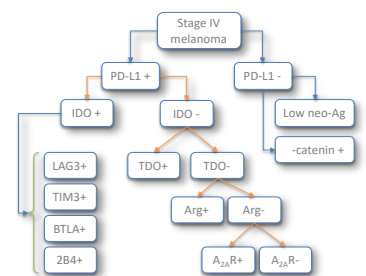 Stage IV
melanoma
PD-L1 +
PD-L1 -
IDO +
IDO -
Low neo-Ag
-catenin +
TDO+
TDO-
LAG3+
TIM3+
BTLA+
2B4+
Arg+
Arg-
A2AR+
A2AR-